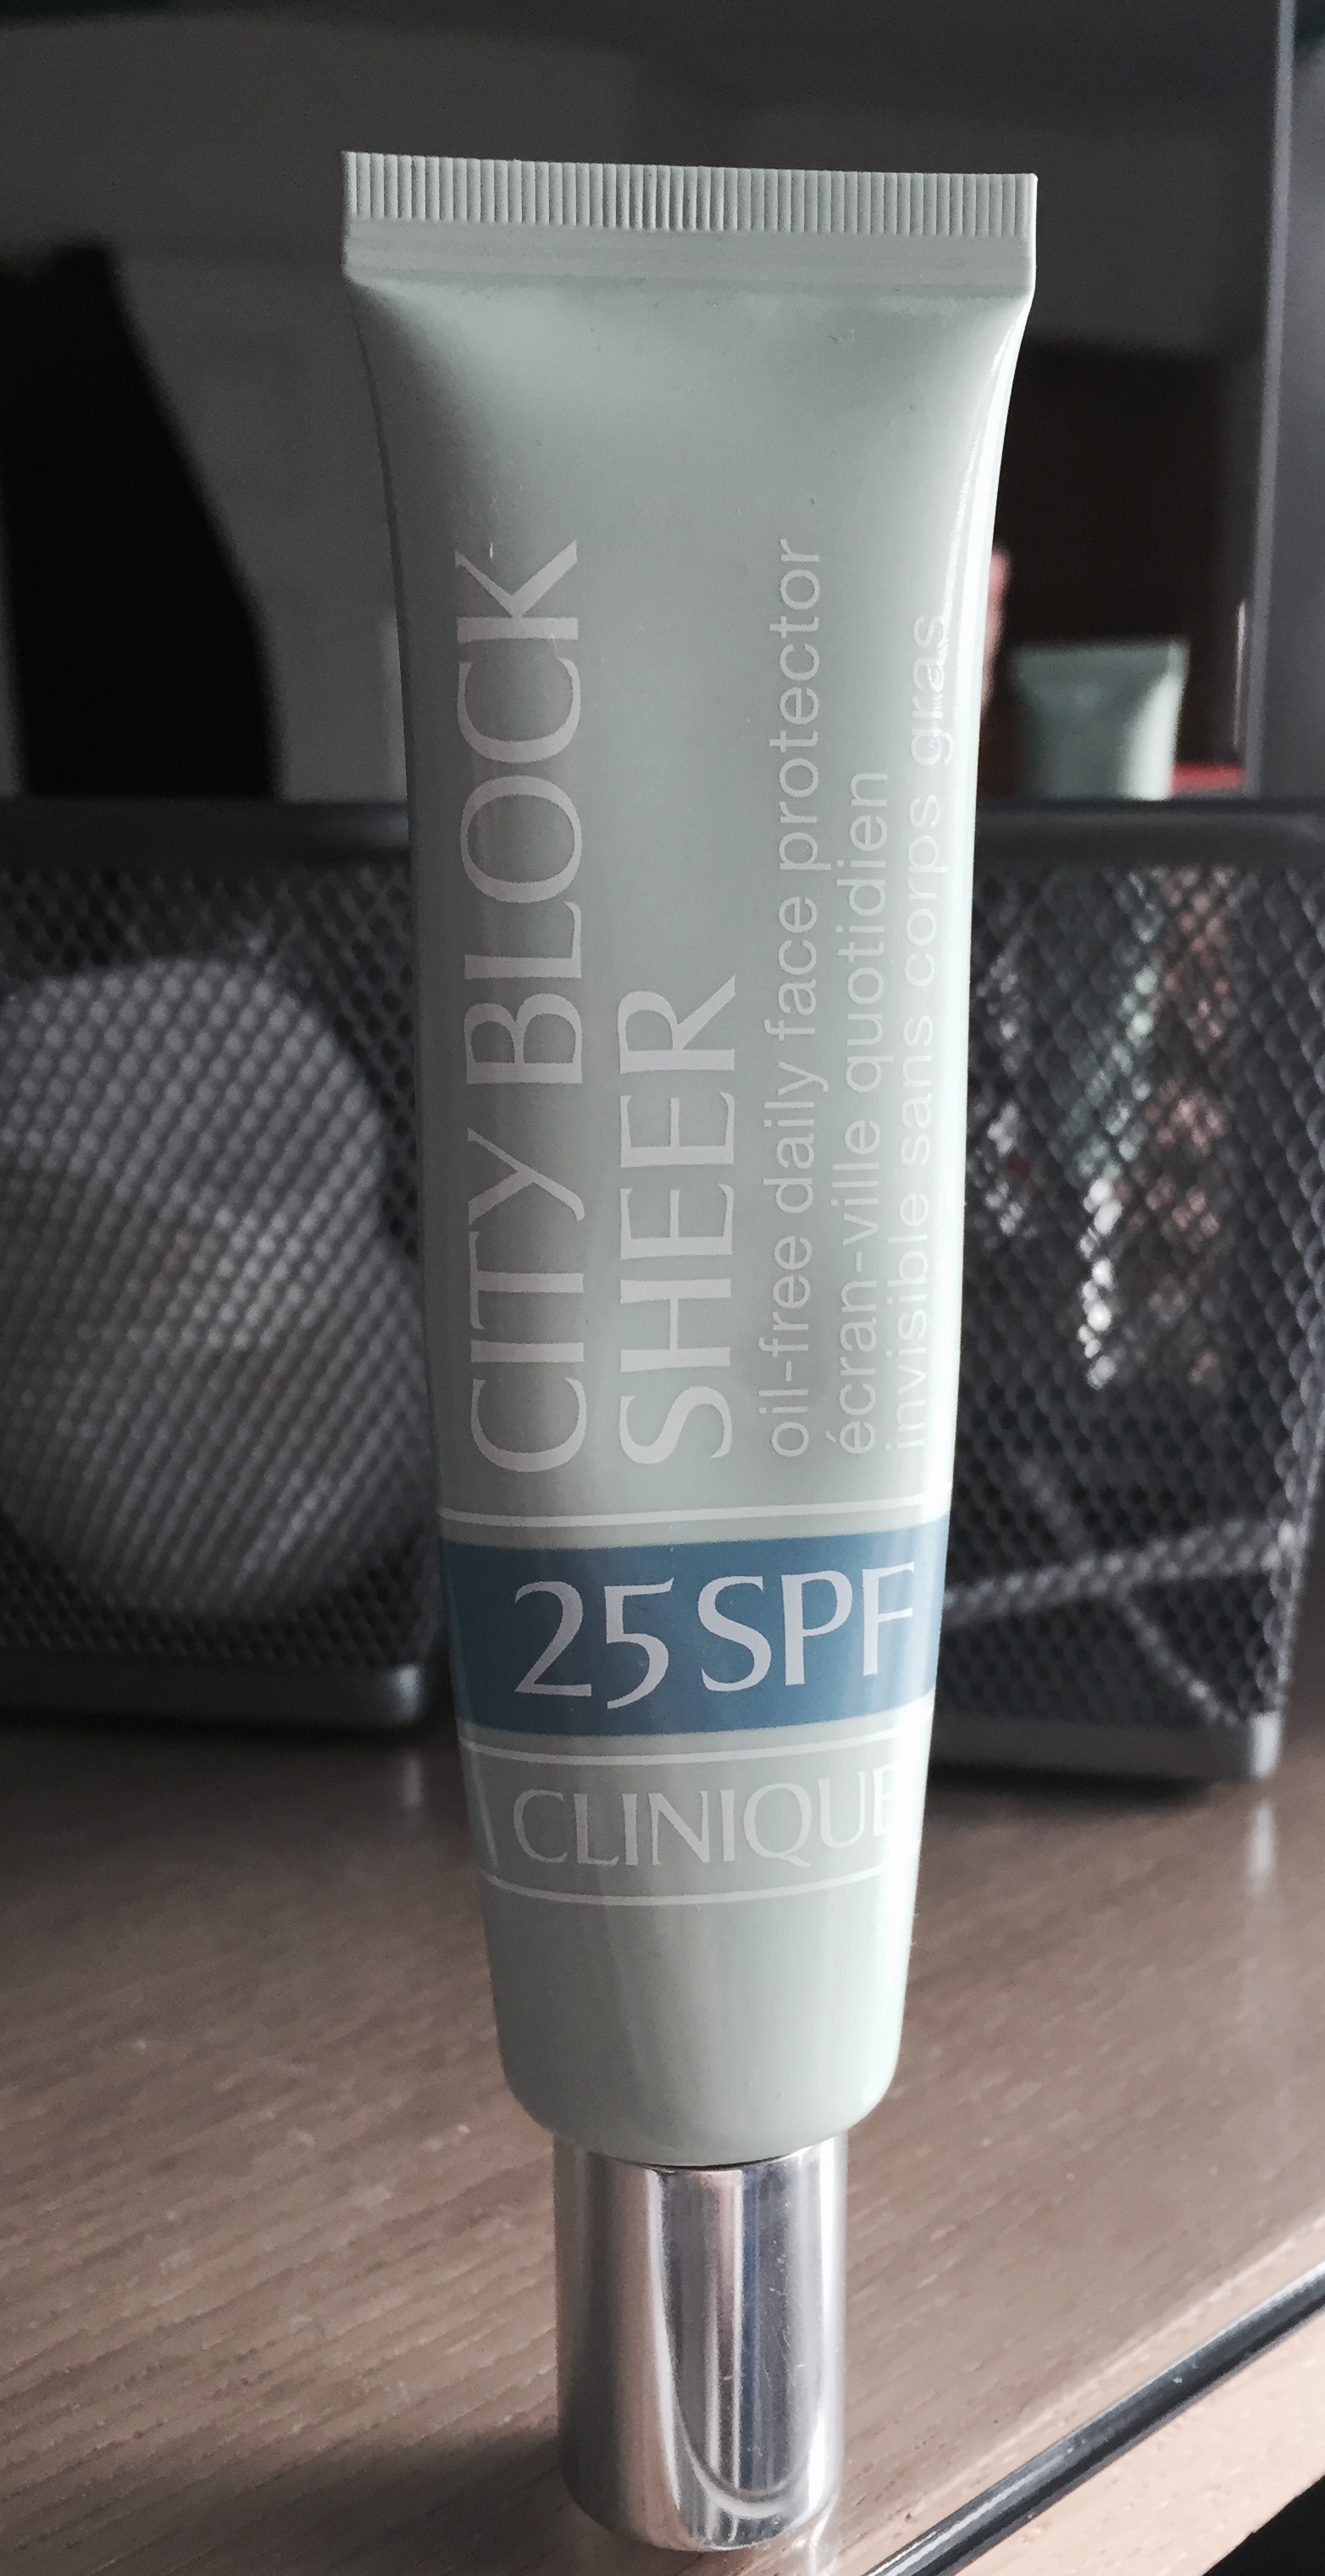 CITY BLOCK
SHEER
oil-free daily face protector
écran-ville quotidien
invisible sans corps gras
25 SPF
CLINIQUE